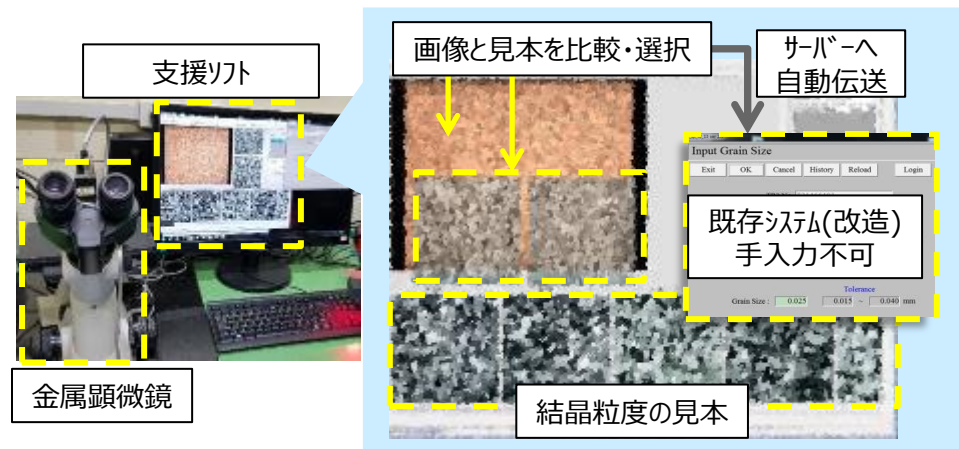 支援ソフト
画像と見本を比較・選択
サーバーへ
自動伝送
Input Grain Size
Exit OK Cancel History Reload Login
既存システム(改造)
手入力不可
Tolerance
Grain Size : 0.025 0.015 ~ 0.040 mm
金属顕微鏡
結晶粒度の見本